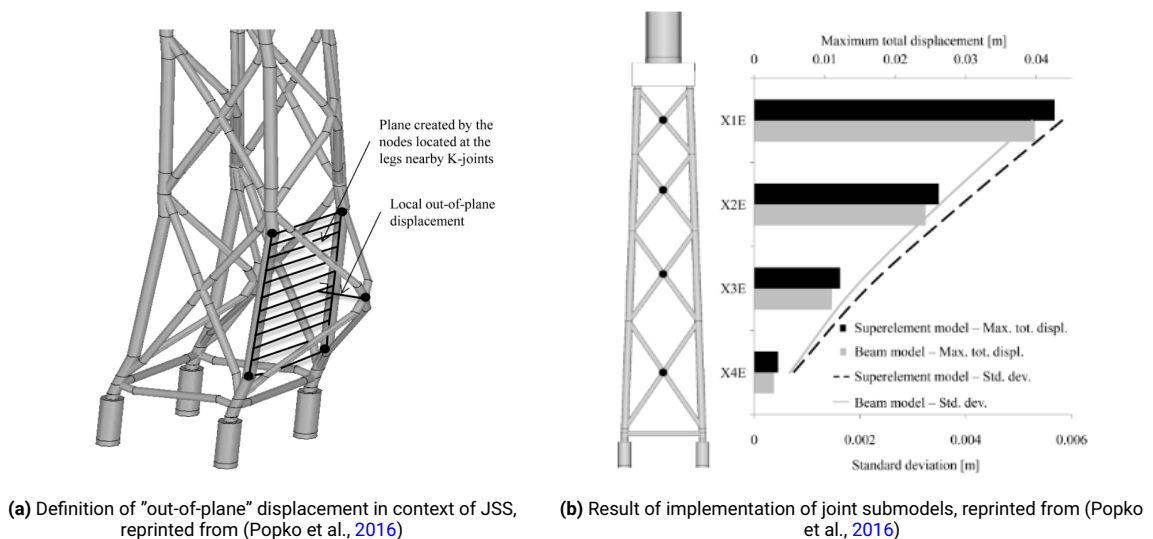 Plane created by the
nodes located at the
legs nearby K-joints
Local out-of-plane
displacement
(a) Definition of ”out-of-plane” displacement in context of JSS,
reprinted from (Popko et al., 2016)
Maximum total displacement [m]
0 0.01 0.02 0.03 0.04
X1E
X2E
X3E
X4E
Superelement model – Max. tot. displ.
Beam model – Max. tot. displ.
Superelement model – Std. dev.
Beam model – Std. dev.
0 0.002 0.004 0.006
Standard deviation [m]
(b) Result of implementation of joint submodels, reprinted from (Popko
et al., 2016)